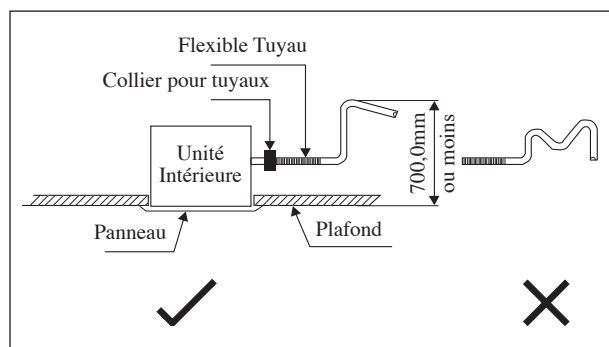 Flexible Tuyau
Collier pour tuyaux
Unité
Intérieure
700,0mm
ou moins
Panneau
Plafond